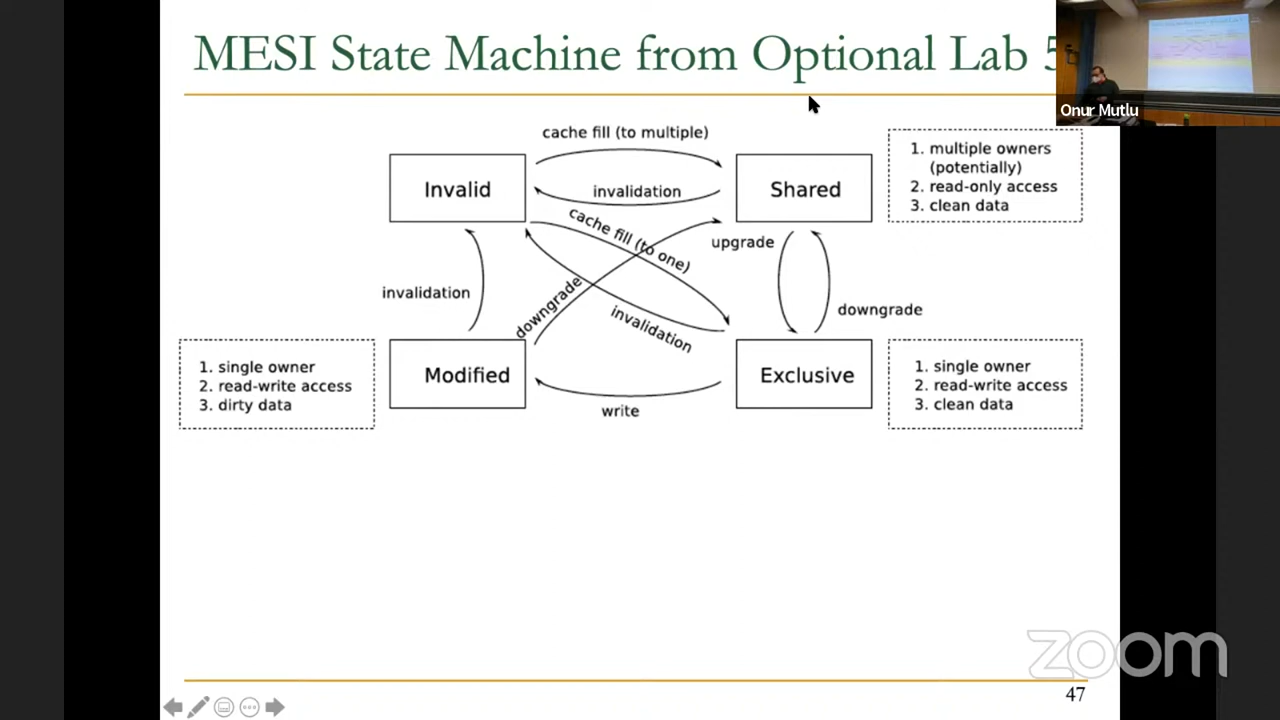 MESI State Machine from Optional Lab 5
Onur Mutlu
cache fill (to multiple)
Invalid
invalidation
Shared
1. multiple owners
(potentially)
2. read-only access
3. clean data
cache fill (to one)
upgrade
invalidation
downgrade
invalidation
downgrade
1. single owner
2. read-write access
3. dirty data
Modified
write
Exclusive
1. single owner
2. read-write access
3. clean data
zoom
47